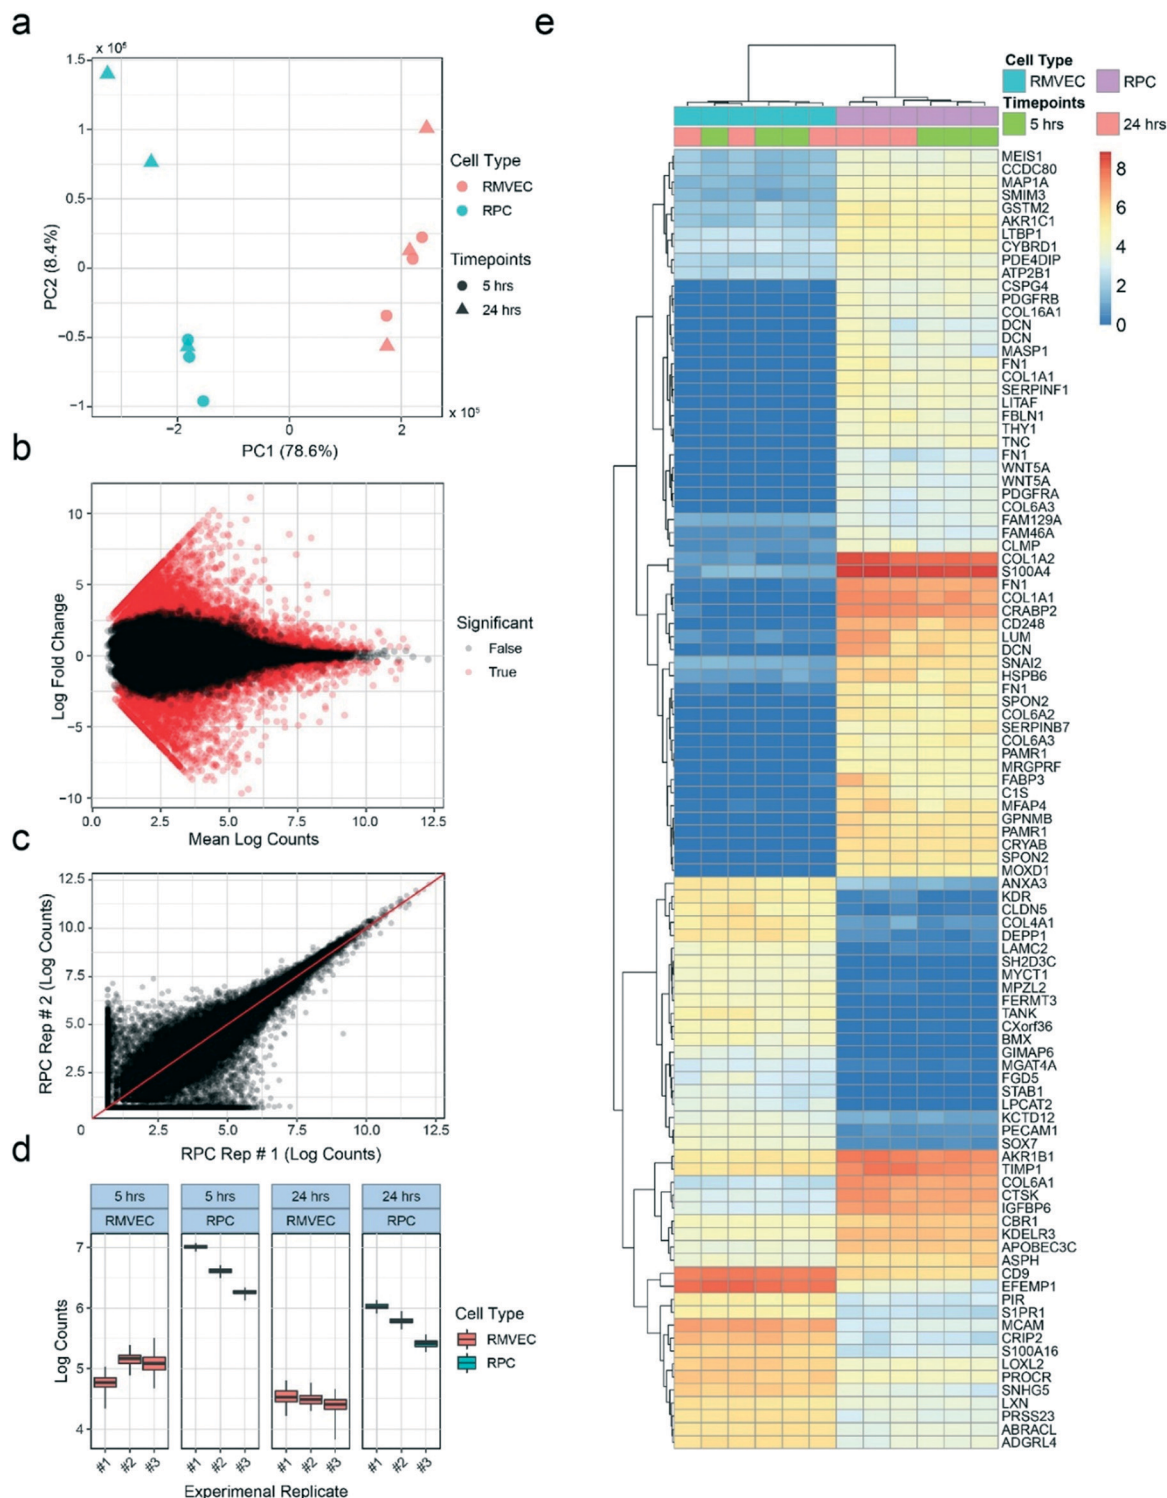 a
x 10⁵
1.5
1
0.5
0
−0.5
−1
−2
0
2
x 10⁵
PC2 (8.4%)
PC1 (78.6%)
Cell Type
RMVEC
RPC
Timepoints
5 hrs
24 hrs
b
10
5
0
−5
−10
0.0
2.5
5.0
7.5
10.0
12.5
Log Fold Change
Mean Log Counts
Significant
False
True
c
12.5
10.0
7.5
5.0
2.5
0
2.5
5.0
7.5
10.0
12.5
RPC Rep # 2 (Log Counts)
RPC Rep # 1 (Log Counts)
d
5 hrs
RMVEC
5 hrs
RPC
24 hrs
RMVEC
24 hrs
RPC
7
6
5
4
Log Counts
#1
#2
#3
#1
#2
#3
#1
#2
#3
#1
#2
#3
Experimenal Replicate
Cell Type
RMVEC
RPC
e
Cell Type
RMVEC
RPC
Timepoints
5 hrs
24 hrs
8
6
4
2
0
MEIS1
CCDC80
MAP1A
SMIM3
GSTM2
AKR1C1
LTBP1
CYBRD1
PDE4DIP
ATP2B1
CSPG4
PDGFRB
COL16A1
DCN
DCN
MASP1
FN1
COL1A1
SERPINF1
LITAF
FBLN1
THY1
TNC
FN1
WNT5A
WNT5A
PDGFRA
COL6A3
FAM129A
FAM46A
CLMP
COL1A2
S100A4
FN1
COL1A1
CRABP2
CD248
LUM
DCN
SNAI2
HSPB6
FN1
SPON2
COL6A2
SERPINB7
COL6A3
PAMR1
MRGPRF
FABP3
C1S
MFAP4
GPNMB
PAMR1
CRYAB
SPON2
MOXD1
ANXA3
KDR
CLDN5
COL4A1
DEPP1
LAMC2
SH2D3C
MYCT1
MPZL2
FERMT3
TANK
CXorf36
BMX
GIMAP6
MGAT4A
FGD5
STAB1
LPCAT2
KCTD12
PECAM1
SOX7
AKR1B1
TIMP1
COL6A1
CTSK
IGFBP6
CBR1
KDELR3
APOBEC3C
ASPH
CD9
EFEMP1
PIR
S1PR1
MCAM
CRIP2
S100A16
LOXL2
PROCR
SNHG5
LXN
PRSS23
ABRACL
ADGRL4